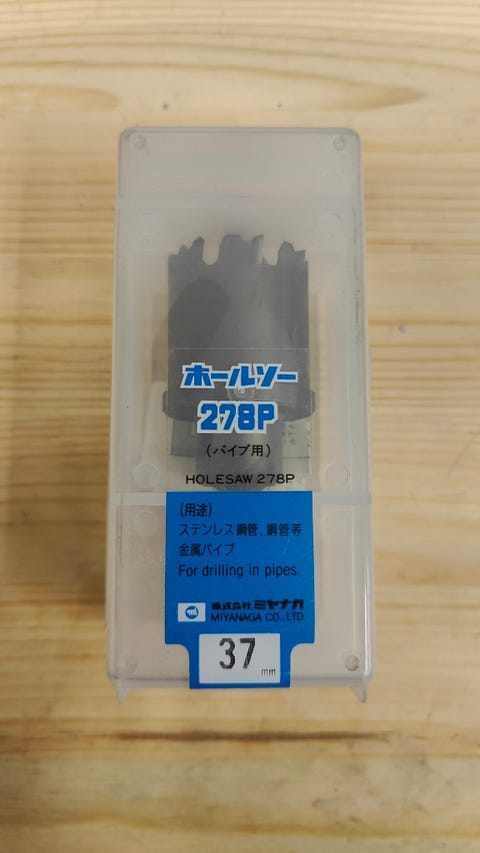 ホールソー
278P
(パイプ用)
HOLESAW 278P
(用途)
ステンレス鋼管、鋼管等
金属パイプ
For drilling in pipes.
株式会社 ミヤナガ
MIYANAGA CO., LTD.
37 mm